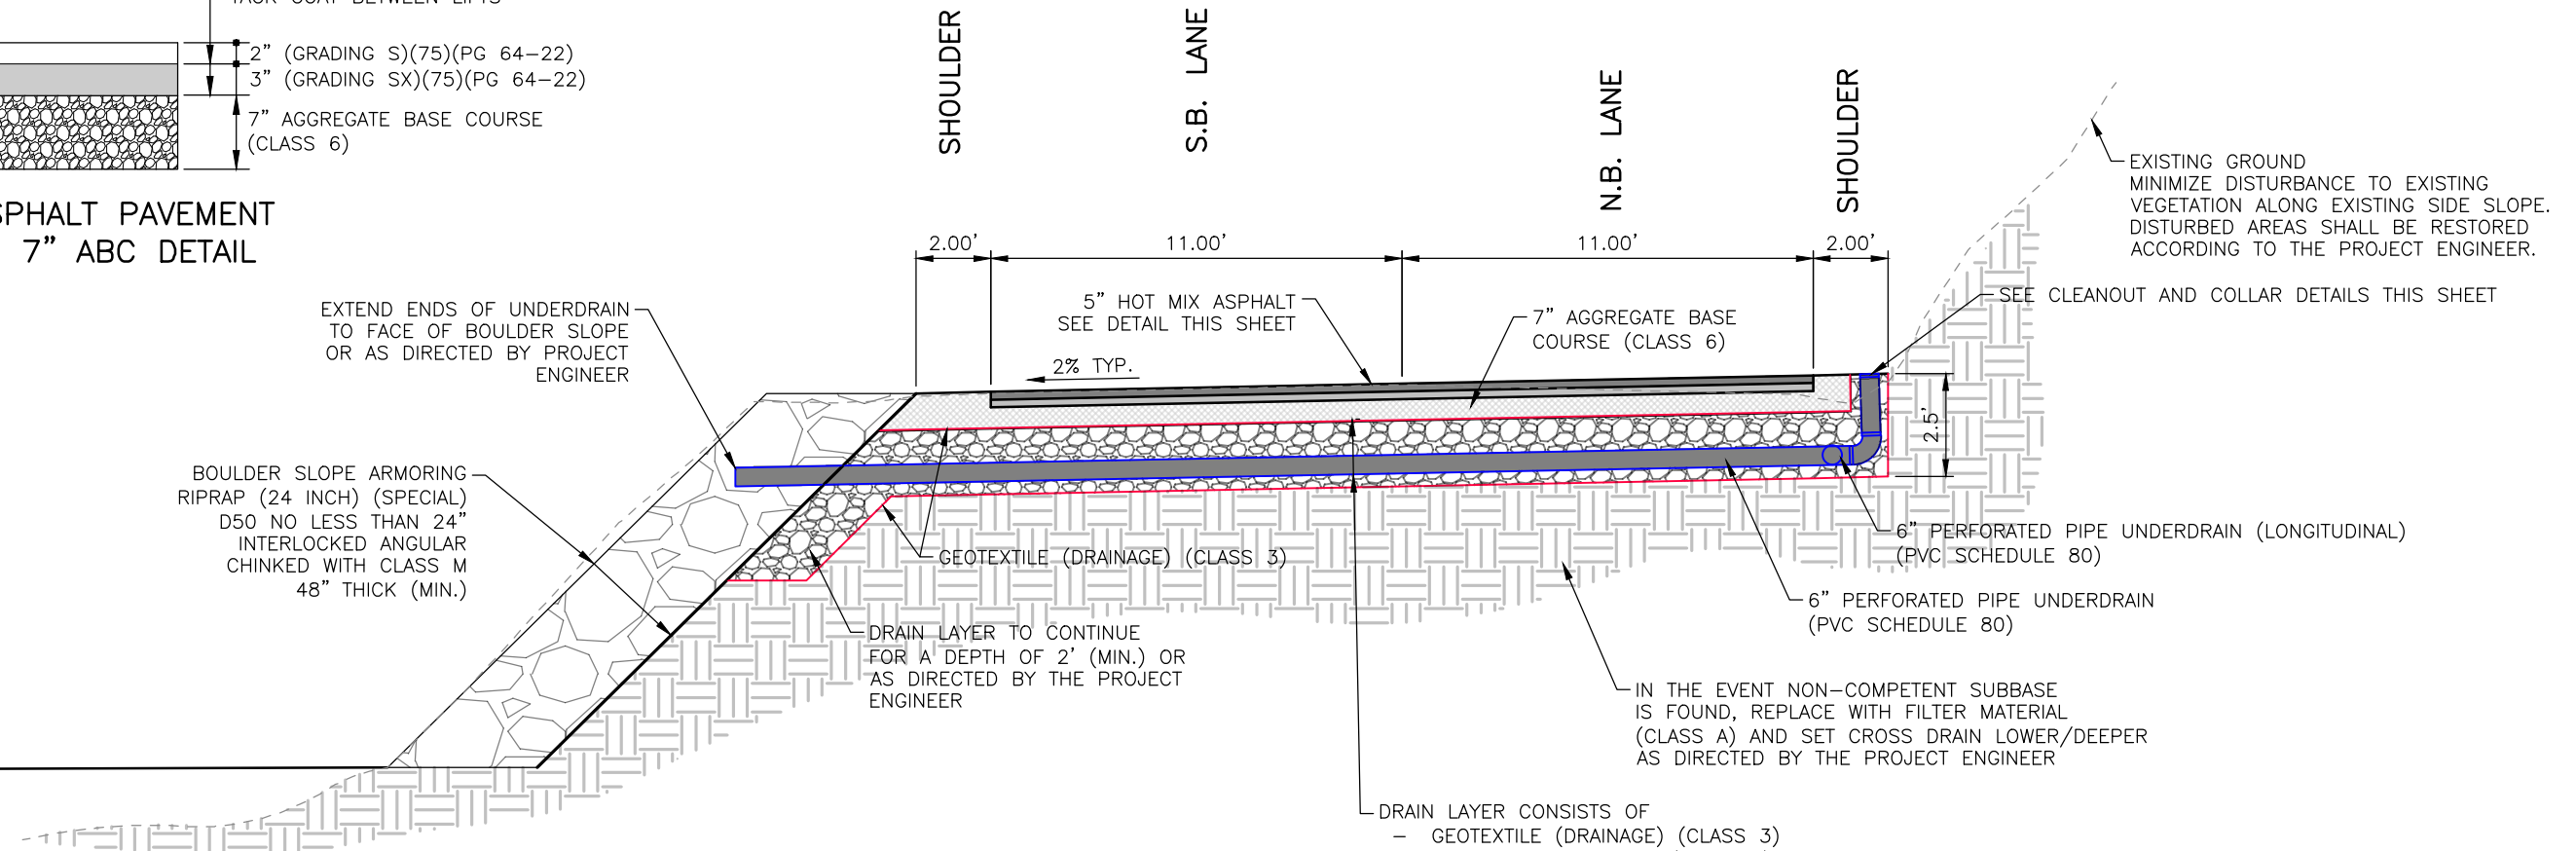 TACK COAT BETWEEN LIFTS
2” (GRADING S)(75)(PG 64-22)
3” (GRADING SX)(75)(PG 64-22)
7” AGGREGATE BASE COURSE
(CLASS 6)
SPHALT PAVEMENT
7” ABC DETAIL
SHOULDER
S.B. LANE
N.B. LANE
SHOULDER
2.00’
11.00’
11.00’
2.00’
EXISTING GROUND
MINIMIZE DISTURBANCE TO EXISTING
VEGETATION ALONG EXISTING SIDE SLOPE.
DISTURBED AREAS SHALL BE RESTORED
ACCORDING TO THE PROJECT ENGINEER.
SEE CLEANOUT AND COLLAR DETAILS THIS SHEET
EXTEND ENDS OF UNDERDRAIN
TO FACE OF BOULDER SLOPE
OR AS DIRECTED BY PROJECT
ENGINEER
5” HOT MIX ASPHALT
SEE DETAIL THIS SHEET
7” AGGREGATE BASE
COURSE (CLASS 6)
2% TYP.
2.5’
BOULDER SLOPE ARMORING
RIPRAP (24 INCH) (SPECIAL)
D50 NO LESS THAN 24”
INTERLOCKED ANGULAR
CHINKED WITH CLASS M
48” THICK (MIN.)
GEOTEXTILE (DRAINAGE) (CLASS 3)
6” PERFORATED PIPE UNDERDRAIN (LONGITUDINAL)
(PVC SCHEDULE 80)
6” PERFORATED PIPE UNDERDRAIN
(PVC SCHEDULE 80)
DRAIN LAYER TO CONTINUE
FOR A DEPTH OF 2’ (MIN.) OR
AS DIRECTED BY THE PROJECT
ENGINEER
IN THE EVENT NON-COMPETENT SUBBASE
IS FOUND, REPLACE WITH FILTER MATERIAL
(CLASS A) AND SET CROSS DRAIN LOWER/DEEPER
AS DIRECTED BY THE PROJECT ENGINEER
DRAIN LAYER CONSISTS OF
- GEOTEXTILE (DRAINAGE) (CLASS 3)